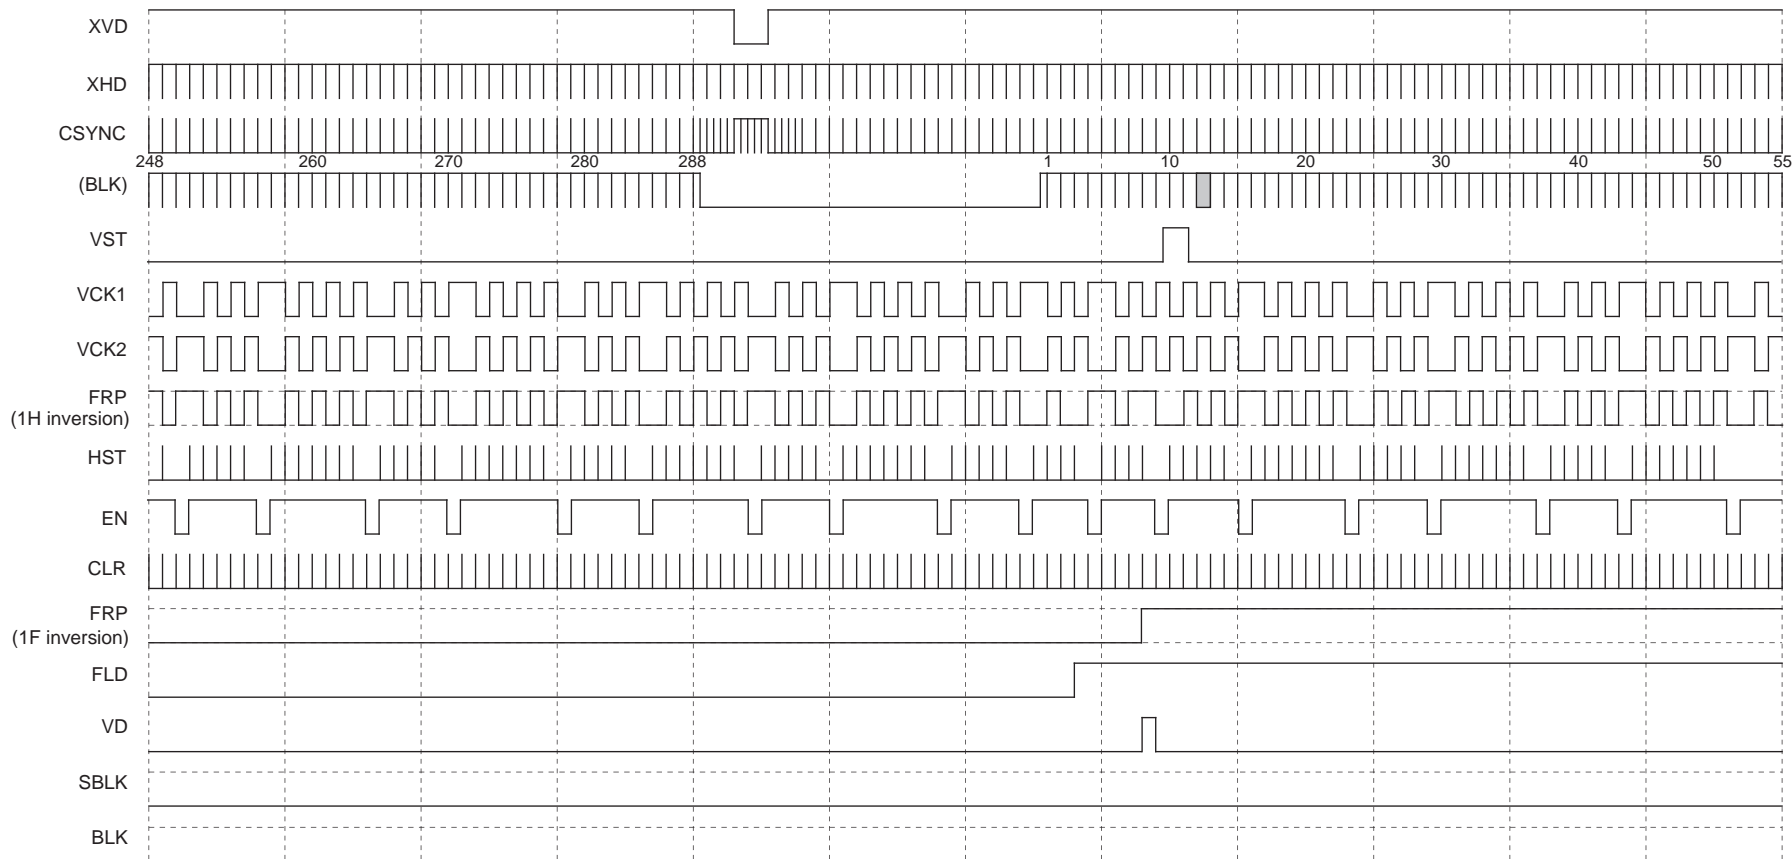 XVD
XHD
CSYNC
248 260 270 280 288 1 10 20 30 40 50 55
(BLK)
VST
VCK1
VCK2
FRP
(1H inversion)
HST
EN
CLR
FRP
(1F inversion)
FLD
VD
SBLK
BLK